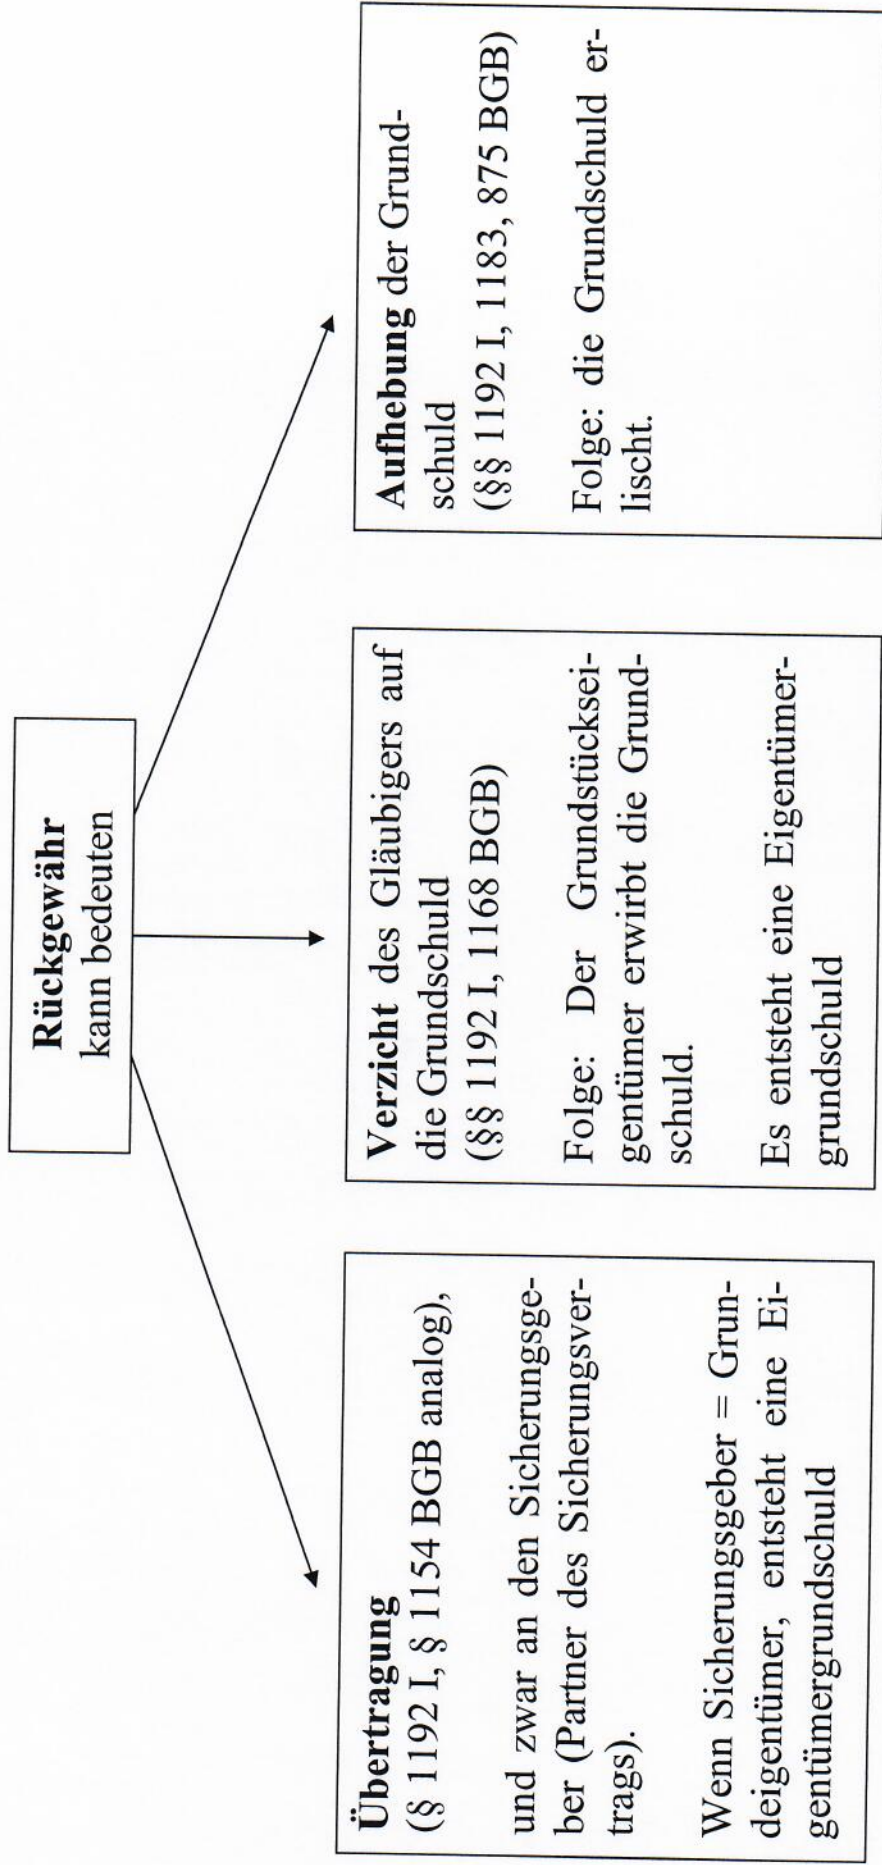 Rückgewähr
kann bedeuten
Übertragung
(§ 1192 I, § 1154 BGB analog),
und zwar an den Sicherungsge-
ber (Partner des Sicherungsver-
trags).
Wenn Sicherungsgeber = Grun-
deigentümer, entsteht eine Ei-
gentümergrundschuld
Verzicht des Gläubigers auf
die Grundschuld
(§§ 1192 I, 1168 BGB)
Folge: Der Grundstücksei-
gentümer erwirbt die Grund-
schuld.
Es entsteht eine Eigentümer-
grundschuld
Aufhebung der Grund-
schuld
(§§ 1192 I, 1183, 875 BGB)
Folge: die Grundschuld er-
lischt.